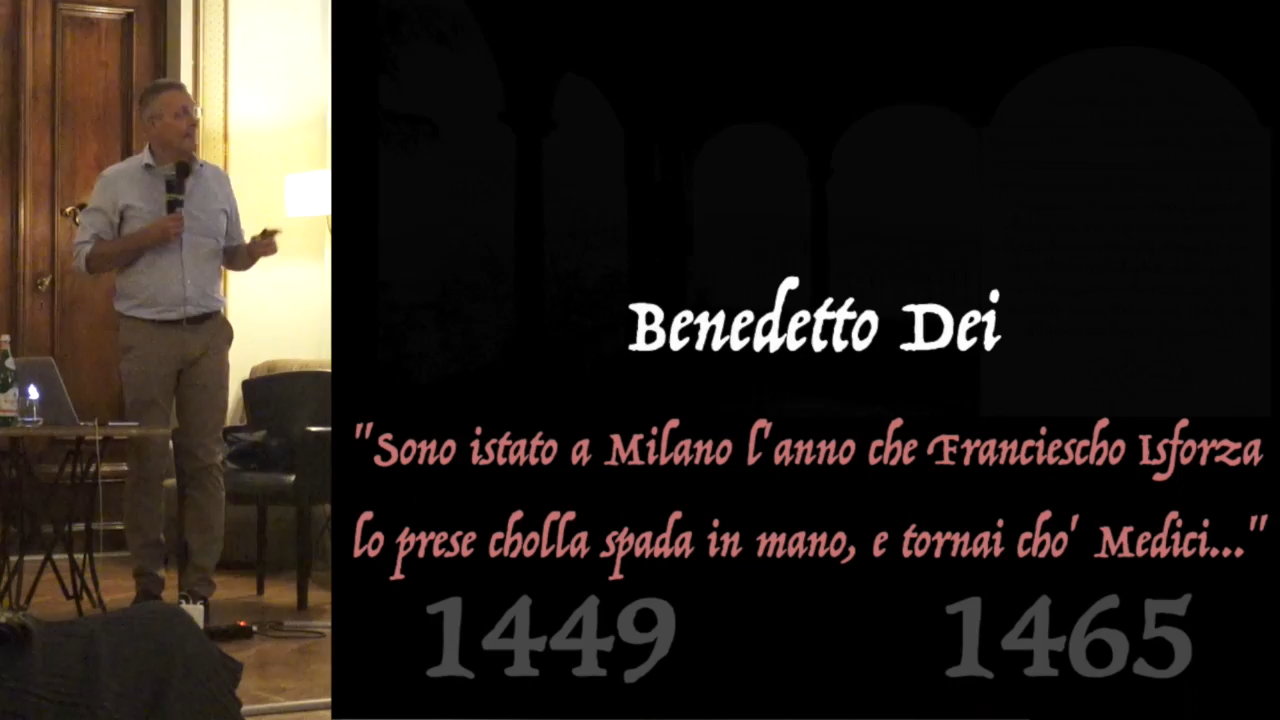 Benedetto Dei
"Sono istato a Milano l'anno che Franciescho Isforza
lo prese cholla spada in mano, e tornai cho' Medici..."
1449 1465